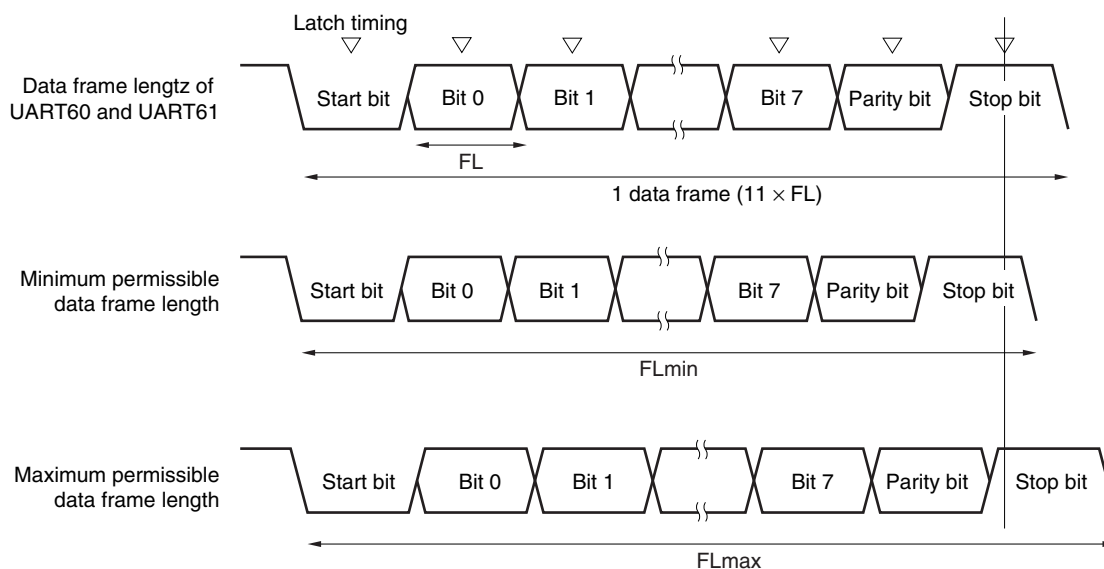 Latch timing
Data frame lengtz of
UART60 and UART61
Start bit
Bit 0
Bit 1
Bit 7
Parity bit
Stop bit
FL
1 data frame (11 × FL)
Minimum permissible
data frame length
Start bit
Bit 0
Bit 1
Bit 7
Parity bit
Stop bit
FLmin
Maximum permissible
data frame length
Start bit
Bit 0
Bit 1
Bit 7
Parity bit
Stop bit
FLmax